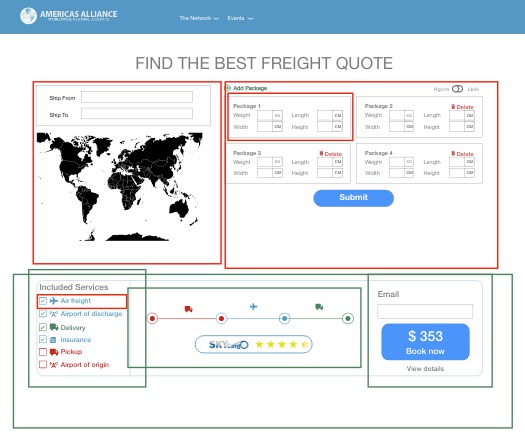 AMERICAS ALLIANCE
The Network
Events
FIND THE BEST FREIGHT QUOTE
Ship From
Ship To
Add Package
Kg/cm
Lb/in
Package 1
Weight KG Length CM
Width CM Height CM
Package 2 Delete
Weight KG Length CM
Width CM Height CM
Package 3 Delete
Weight KG Length CM
Width CM Height CM
Package 4 Delete
Weight KG Length CM
Width CM Height CM
Submit
Included Services
Air freight
Airport of discharge
Delivery
Insurance
Pickup
Airport of origin
SKY
Email
$ 353
Book now
View details